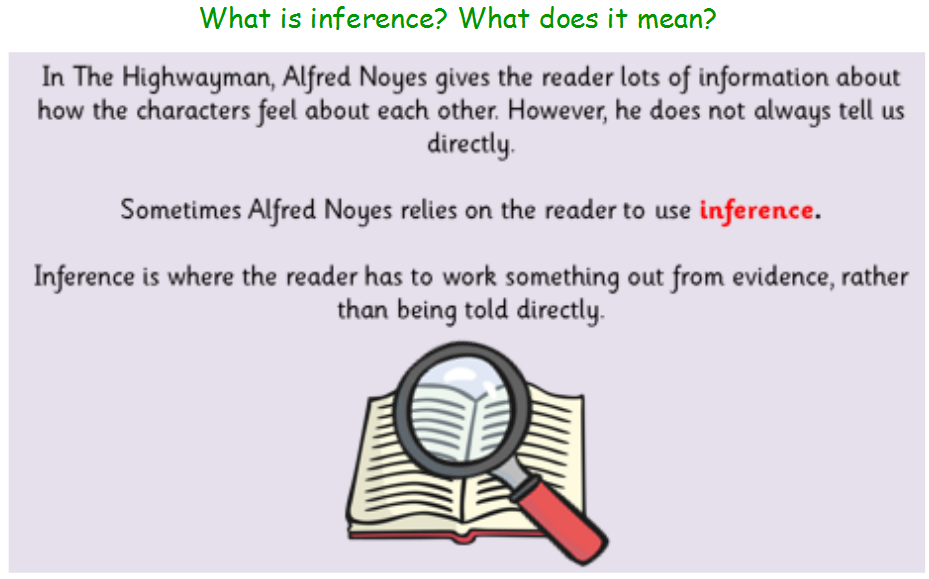 What is inference? What does it mean?
In The Highwayman, Alfred Noyes gives the reader lots of information about
how the characters feel about each other. However, he does not always tell us
directly.
Sometimes Alfred Noyes relies on the reader to use inference.
Inference is where the reader has to work something out from evidence, rather
than being told directly.